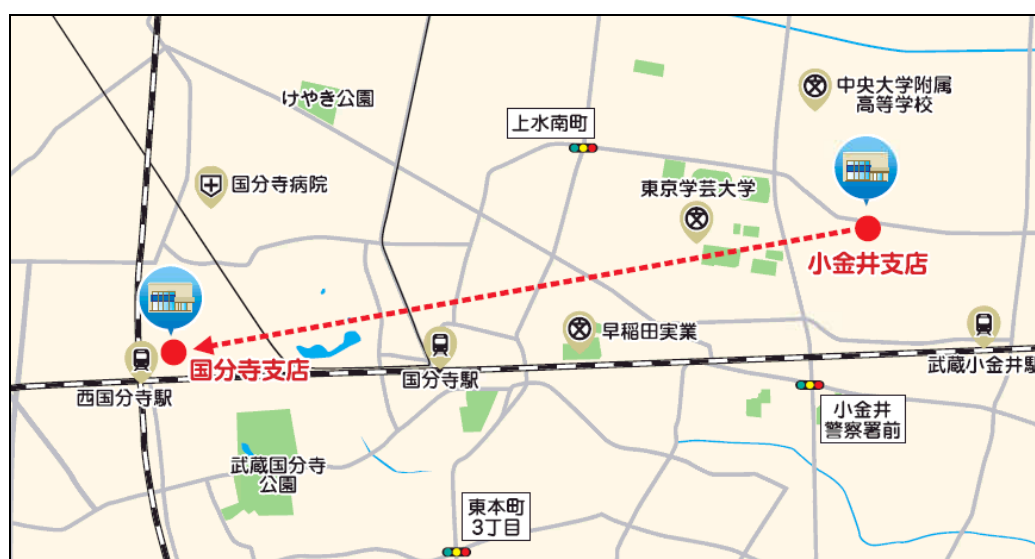 中央大学附属
高等学校
けやき公園
上水南町
国分寺病院
東京学芸大学
小金井支店
早稲田実業
国分寺支店
武蔵小金井駅
国分寺駅
西国分寺駅
小金井
警察署前
武蔵国分寺
公園
東本町
3丁目